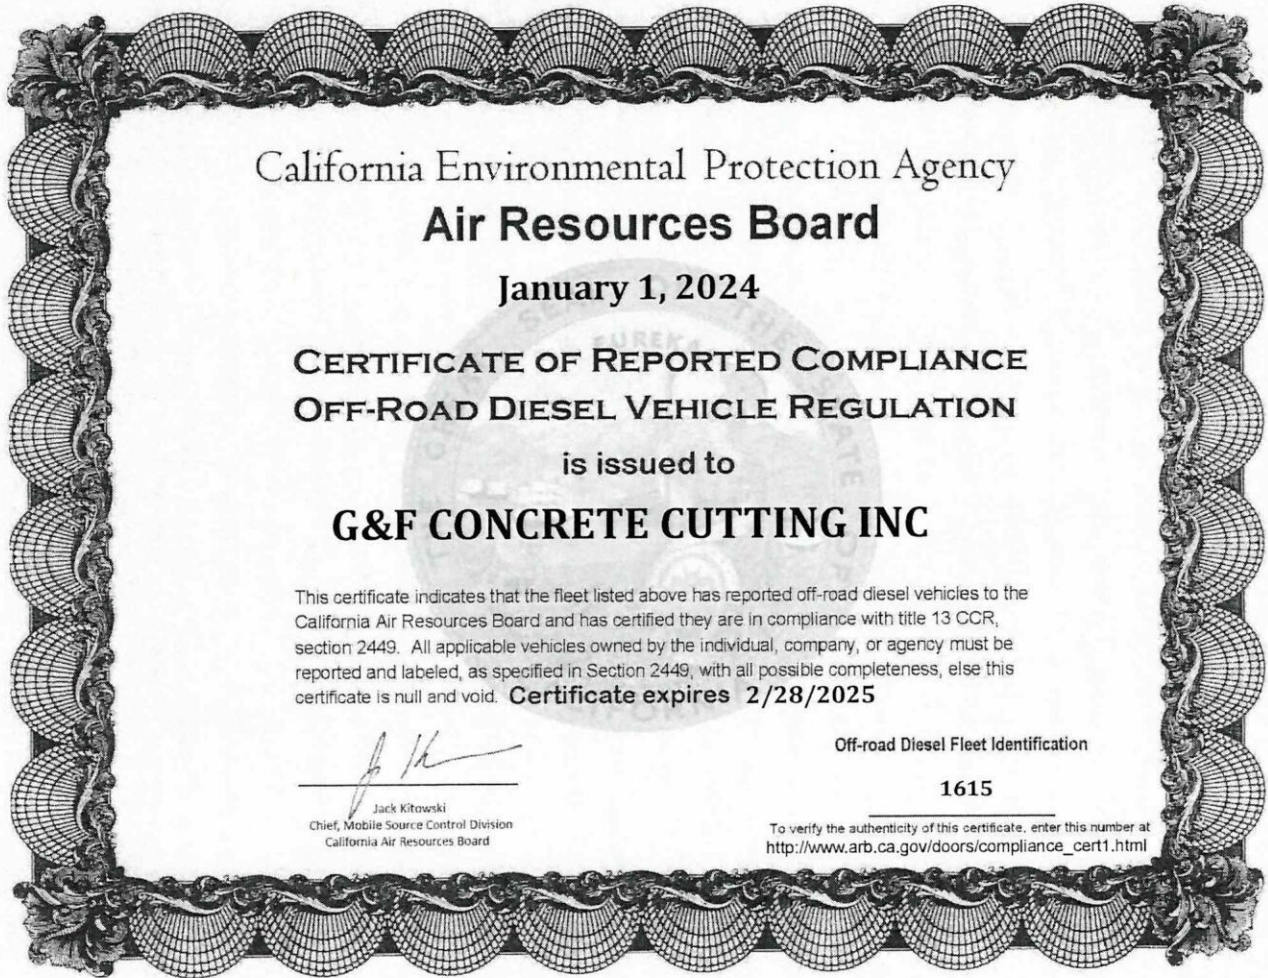 California Environmental Protection Agency
Air Resources Board
January 1, 2024
CERTIFICATE OF REPORTED COMPLIANCE
OFF-ROAD DIESEL VEHICLE REGULATION
is issued to
G&F CONCRETE CUTTING INC
This certificate indicates that the fleet listed above has reported off-road diesel vehicles to the
California Air Resources Board and has certified they are in compliance with title 13 CCR,
section 2449. All applicable vehicles owned by the individual, company, or agency must be
reported and labeled, as specified in Section 2449, with all possible completeness, else this
certificate is null and void. Certificate expires 2/28/2025
Jack Kitowski
Chief, Mobile Source Control Division
California Air Resources Board
Off-road Diesel Fleet Identification
1615
To verify the authenticity of this certificate, enter this number at
http://www.arb.ca.gov/doors/compliance_cert1.html
EUREKA